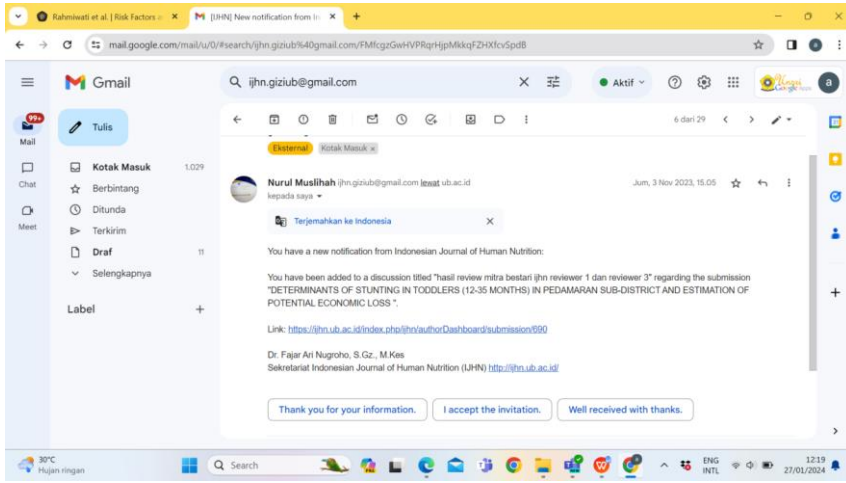 Rahmiwati et al. | Risk Factors a
[IJHN] New notification from In
mail.google.com/mail/u/0/#search/ijhn.giziub%40gmail.com/FMfcgzGwHVPRqrHjpMkkqFZHXfcvSpdB
Gmail
ijhn.giziub@gmail.com
Aktif
a
99+
Mail
Chat
Meet
Tulis
6 dari 29
Kotak Masuk 1.029
Berbintang
Ditunda
Terkirim
Draf 11
Selengkapnya
Label
Eksternal Kotak Masuk x
Nurul Muslihah ijhn.giziub@gmail.com lewat ub.ac.id
Jum, 3 Nov 2023, 15.05
kepada saya
Terjemahkan ke Indonesia
You have a new notification from Indonesian Journal of Human Nutrition:
You have been added to a discussion titled "hasil review mitra bestari ijhn reviewer 1 dan reviewer 3" regarding the submission
"DETERMINANTS OF STUNTING IN TODDLERS (12-35 MONTHS) IN PEDAMARAN SUB-DISTRICT AND ESTIMATION OF
POTENTIAL ECONOMIC LOSS ".
Link: https://ijhn.ub.ac.id/index.php/ijhn/authorDashboard/submission/690
Dr. Fajar Ari Nugroho, S.Gz., M.Kes
Sekretariat Indonesian Journal of Human Nutrition (IJHN) http://ijhn.ub.ac.id/
Thank you for your information.
I accept the invitation.
Well received with thanks.
30°C
Hujan ringan
Search
ENG
INTL
12:19
27/01/2024